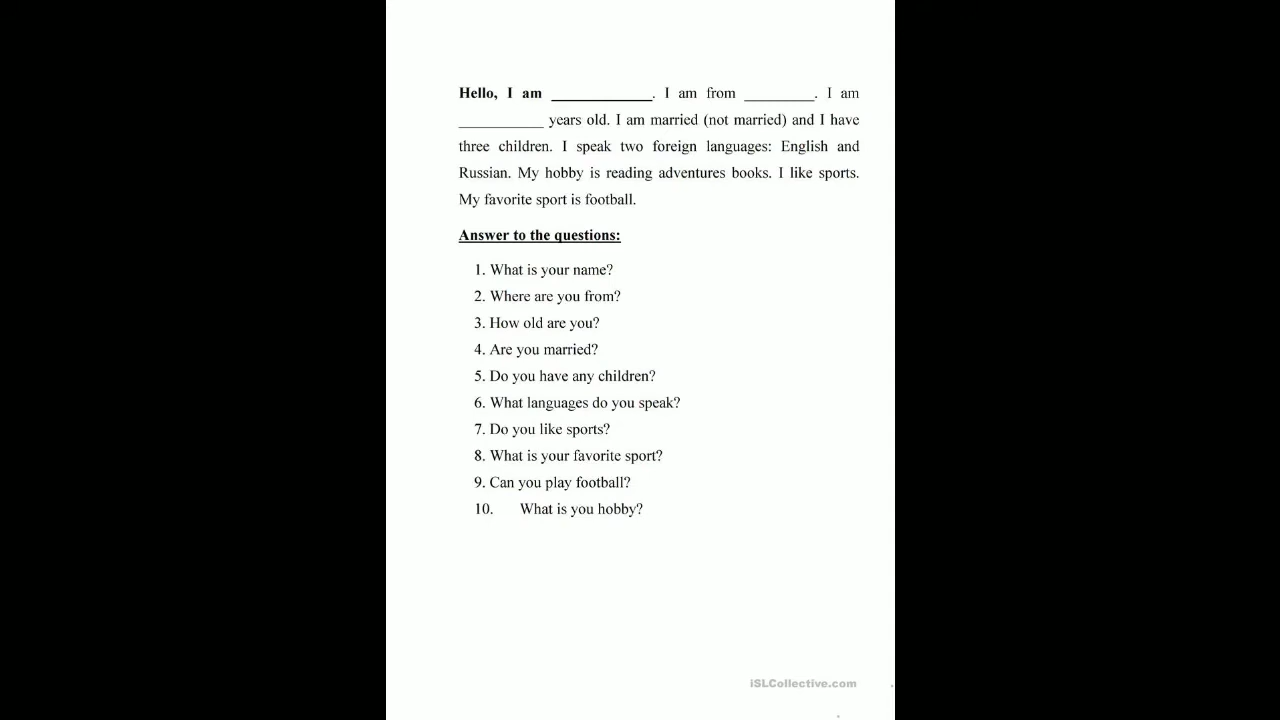 Hello, I am ____________. I am from _________. I am
___________ years old. I am married (not married) and I have
three children. I speak two foreign languages: English and
Russian. My hobby is reading adventures books. I like sports.
My favorite sport is football.
Answer to the questions:
1. What is your name?
2. Where are you from?
3. How old are you?
4. Are you married?
5. Do you have any children?
6. What languages do you speak?
7. Do you like sports?
8. What is your favorite sport?
9. Can you play football?
10. What is you hobby?
iSLCollective.com